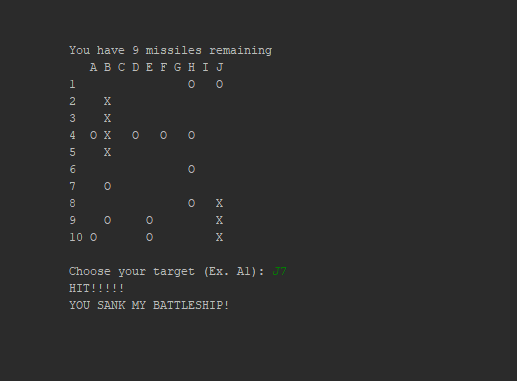 You have 9 missiles remaining
   A B C D E F G H I J
1                O   O
2    X
3    X
4  O X   O   O   O
5    X
6                O
7    O
8                O   X
9    O     O         X
10 O       O         X
Choose your target (Ex. A1): J7
HIT!!!!!
YOU SANK MY BATTLESHIP!